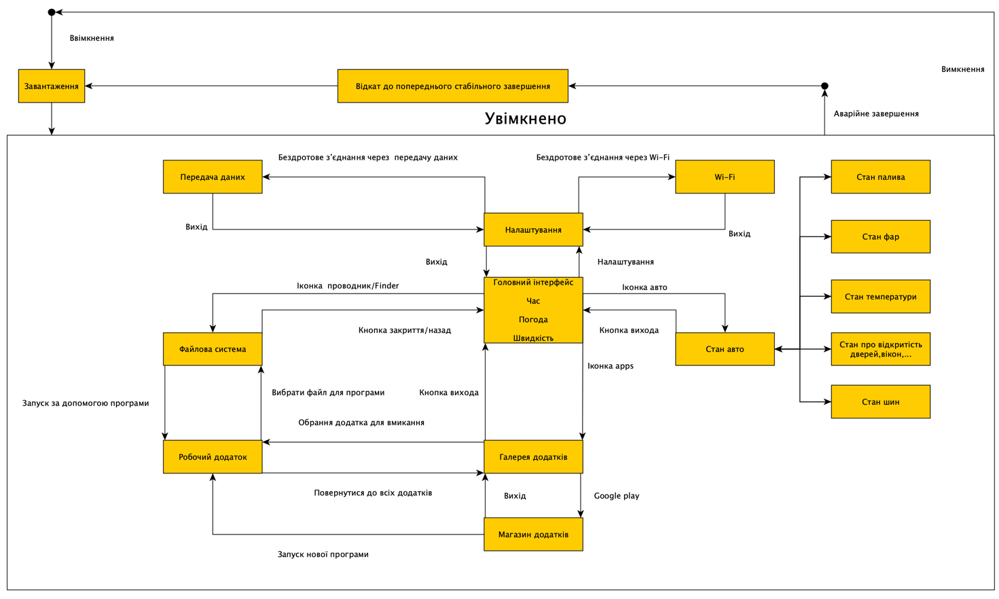 Ввімкнення
Вимкнення
Завантаження
Відкат до попереднього стабільного завершення
Аварійне завершення
Увімкнено
Бездротове з’єднання через  передачу даних
Бездротове з’єднання через Wi-Fi
Передача даних
Wi-Fi
Стан палива
Вихід
Налаштування
Вихід
Стан фар
Вихід
Налаштування
Головний інтерфейс
Час
Погода
Швидкість
Іконка  проводник/Finder
Іконка авто
Стан температури
Кнопка закриття/назад
Кнопка вихода
Файлова система
Стан авто
Стан про відкритість
дверей,вікон,...
Іконка apps
Запуск за допомогою програми
Вибрати файл для програми
Кнопка вихода
Стан шин
Обрання додатка для вмикання
Робочий додаток
Галерея додатків
Повернутися до всіх додатків
Вихід
Google play
Магазин додатків
Запуск нової програми